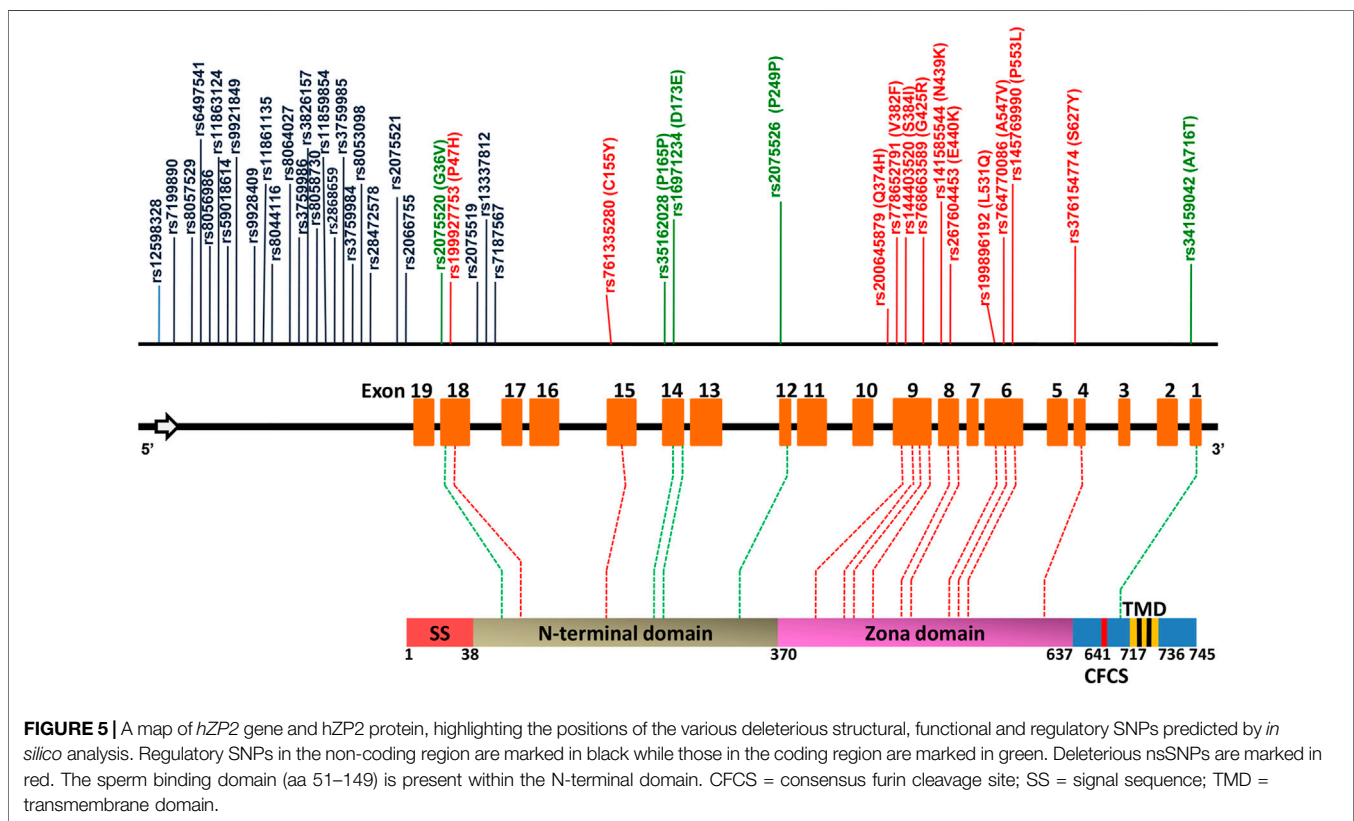 rs12598328
rs7199890
rs8057529
rs6497541
rs8056986
rs11863124
rs59018614
rs9921849
rs9928409
rs11861135
rs8044116
rs8064027
rs3759986
rs3826157
rs8058730
rs11859854
rs2868659
rs3759985
rs3759984
rs8053098
rs28472578
rs2075521
rs2066755
rs2075520 (G36V)
rs199927753 (P47H)
rs2075519
rs13337812
rs7187567
rs761335280 (C155Y)
rs35162028 (P165P)
rs16971234 (D173E)
rs2075526 (P249P)
rs200645879 (Q374H)
rs778652791 (V382F)
rs144403520 (S384I)
rs768663589 (G425R)
rs141585544 (N439K)
rs267604453 (E440K)
rs199896192 (L531Q)
rs764770086 (A547V)
rs145769990 (P553L)
rs376154774 (S627Y)
rs34159042 (A716T)
Exon 19 18 17 16 15 14 13 12 11 10 9 8 7 6 5 4 3 2 1
5’ 3’
TMD
SS N-terminal domain Zona domain
1 38 370 637 641 717 736 745
CFCS
FIGURE 5 | A map of hZP2 gene and hZP2 protein, highlighting the positions of the various deleterious structural, functional and regulatory SNPs predicted by in
silico analysis. Regulatory SNPs in the non-coding region are marked in black while those in the coding region are marked in green. Deleterious nsSNPs are marked in
red. The sperm binding domain (aa 51–149) is present within the N-terminal domain. CFCS = consensus furin cleavage site; SS = signal sequence; TMD =
transmembrane domain.